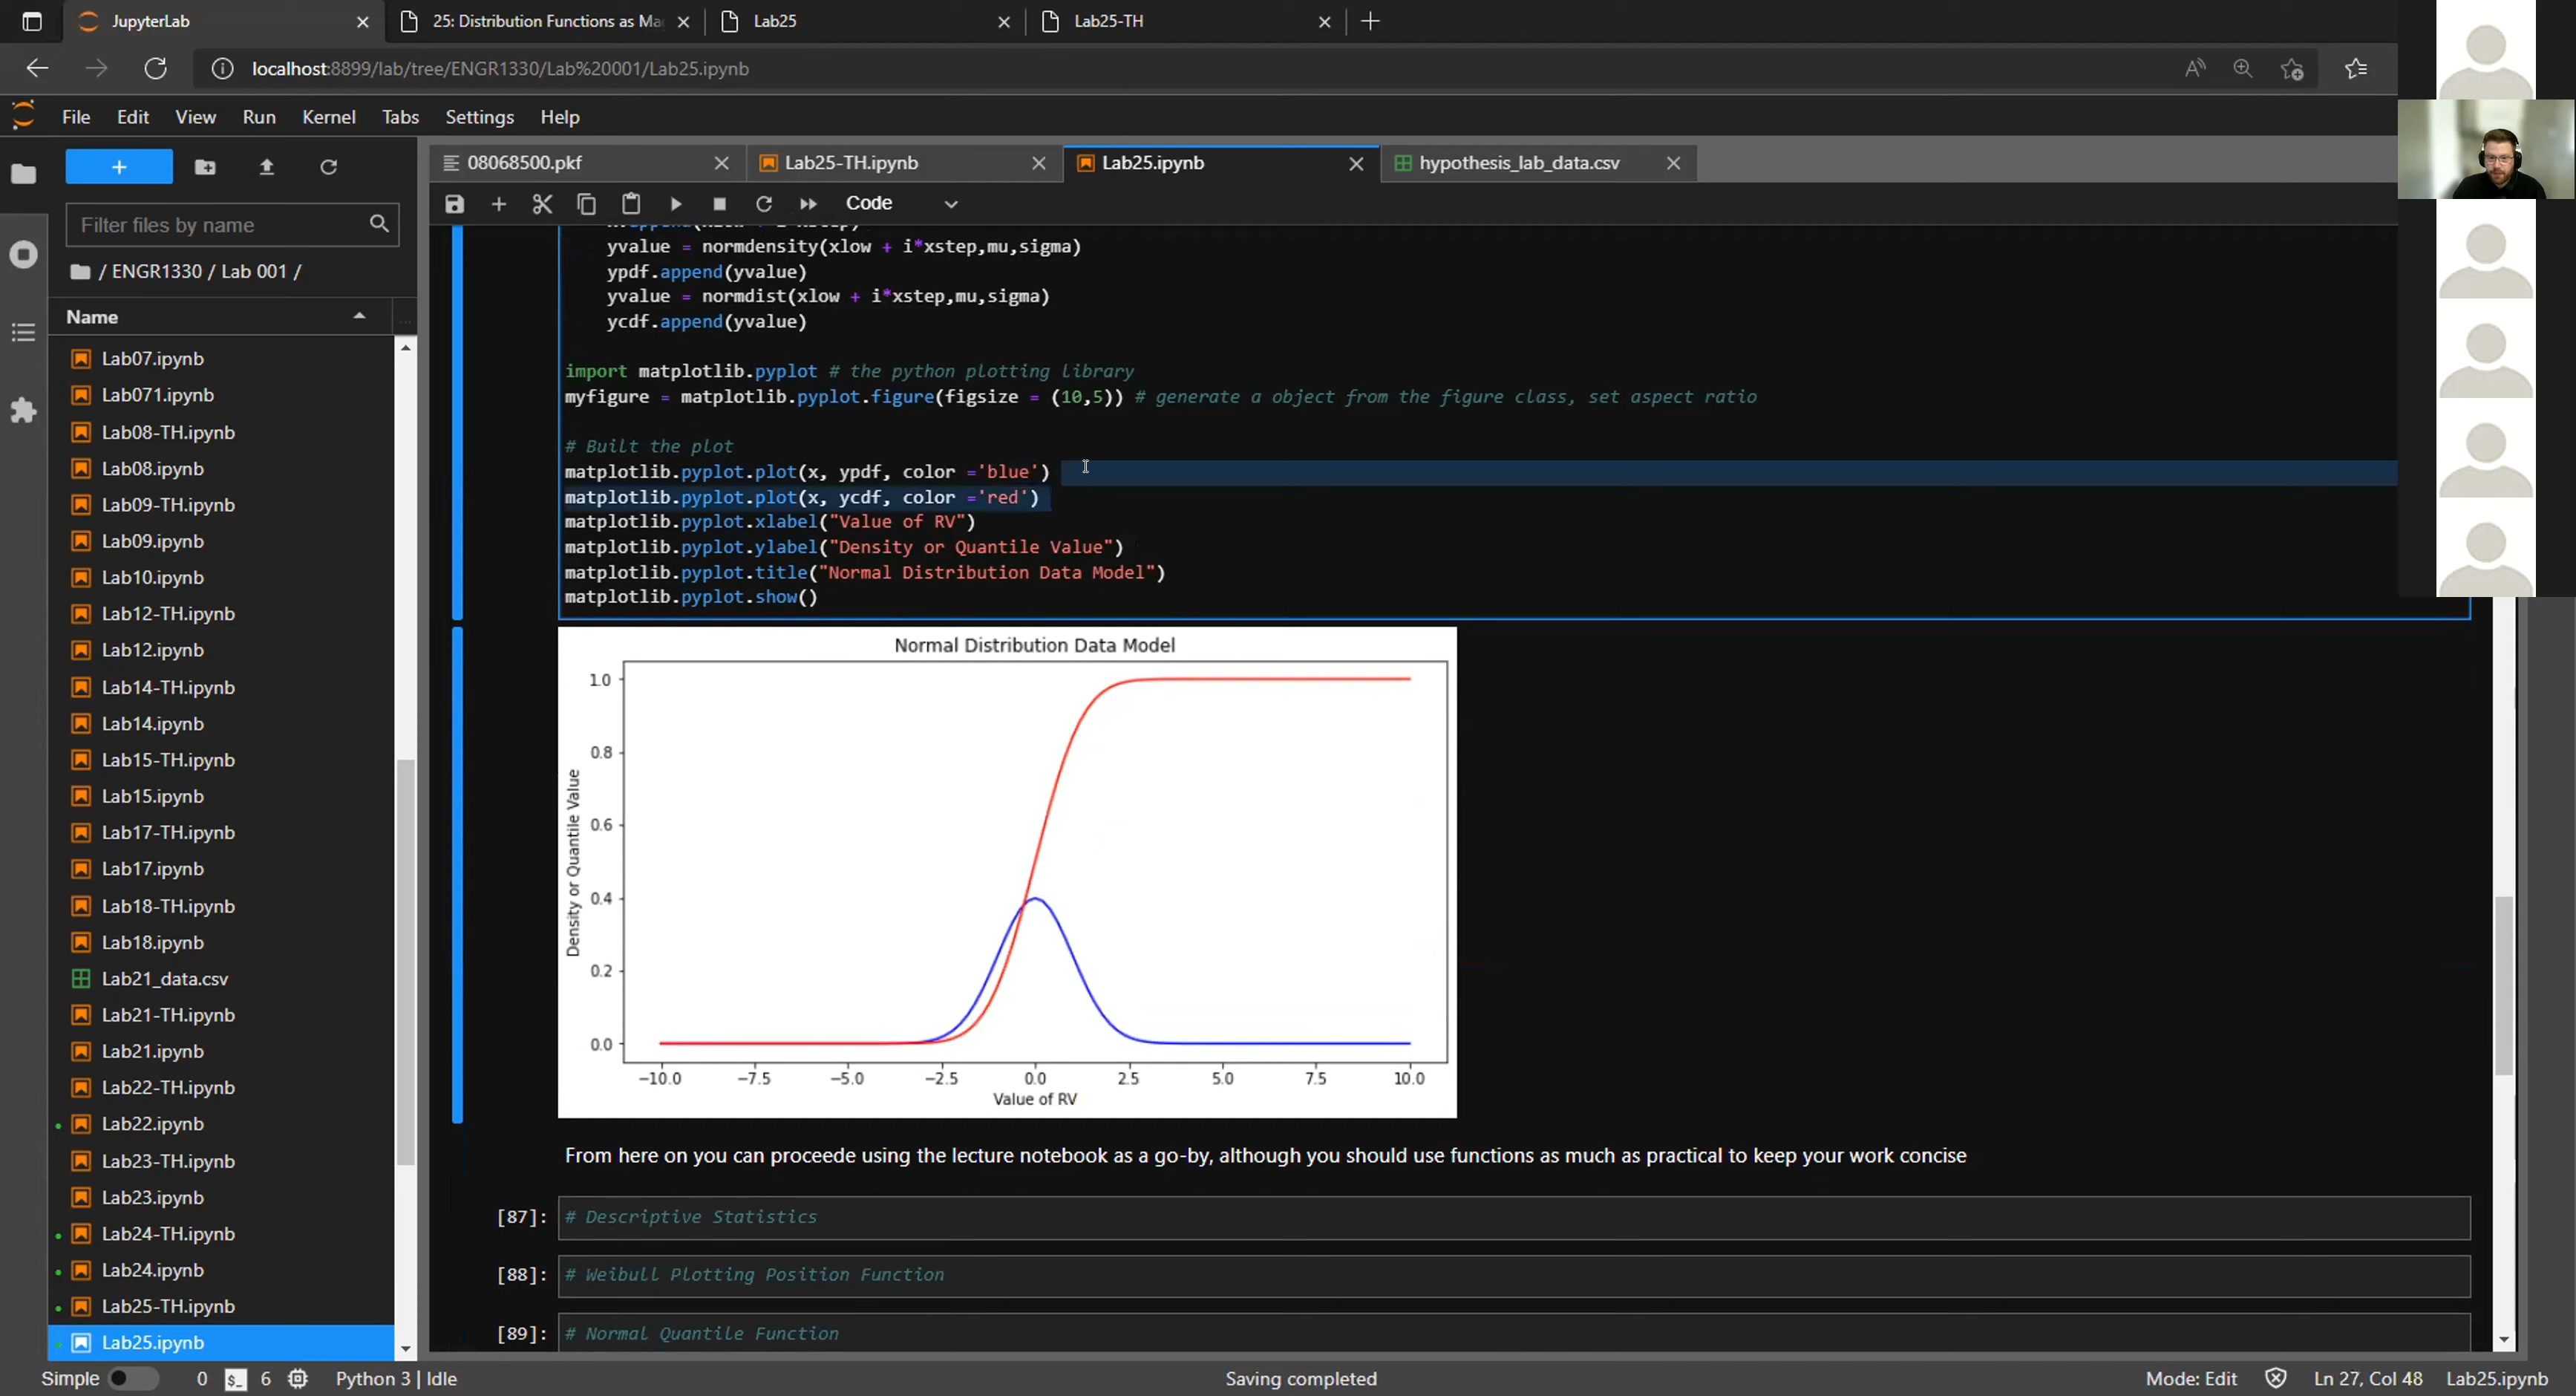 JupyterLab
25: Distribution Functions as Ma
Lab25
Lab25-TH
localhost:8899/lab/tree/ENGR1330/Lab%20001/Lab25.ipynb
File Edit View Run Kernel Tabs Settings Help
08068500.pkf
Lab25-TH.ipynb
Lab25.ipynb
hypothesis_lab_data.csv
Code
Filter files by name
/ ENGR1330 / Lab 001 /
Name
Lab07.ipynb
Lab071.ipynb
Lab08-TH.ipynb
Lab08.ipynb
Lab09-TH.ipynb
Lab09.ipynb
Lab10.ipynb
Lab12-TH.ipynb
Lab12.ipynb
Lab14-TH.ipynb
Lab14.ipynb
Lab15-TH.ipynb
Lab15.ipynb
Lab17-TH.ipynb
Lab17.ipynb
Lab18-TH.ipynb
Lab18.ipynb
Lab21_data.csv
Lab21-TH.ipynb
Lab21.ipynb
Lab22-TH.ipynb
Lab22.ipynb
Lab23-TH.ipynb
Lab23.ipynb
Lab24-TH.ipynb
Lab24.ipynb
Lab25-TH.ipynb
Lab25.ipynb
yvalue = normdensity(xlow + i*xstep,mu,sigma)
ypdf.append(yvalue)
yvalue = normdist(xlow + i*xstep,mu,sigma)
ycdf.append(yvalue)
import matplotlib.pyplot # the python plotting library
myfigure = matplotlib.pyplot.figure(figsize = (10,5)) # generate a object from the figure class, set aspect ratio
# Built the plot
matplotlib.pyplot.plot(x, ypdf, color ='blue')
matplotlib.pyplot.plot(x, ycdf, color ='red')
matplotlib.pyplot.xlabel("Value of RV")
matplotlib.pyplot.ylabel("Density or Quantile Value")
matplotlib.pyplot.title("Normal Distribution Data Model")
matplotlib.pyplot.show()
Normal Distribution Data Model
Density or Quantile Value
1.0
0.8
0.6
0.4
0.2
0.0
−10.0 −7.5 −5.0 −2.5 0.0 2.5 5.0 7.5 10.0
Value of RV
From here on you can proceede using the lecture notebook as a go-by, although you should use functions as much as practical to keep your work concise
[87]: # Descriptive Statistics
[88]: # Weibull Plotting Position Function
[89]: # Normal Quantile Function
Simple 0 $_ 6 Python 3 | Idle Saving completed Mode: Edit Ln 27, Col 48 Lab25.ipynb